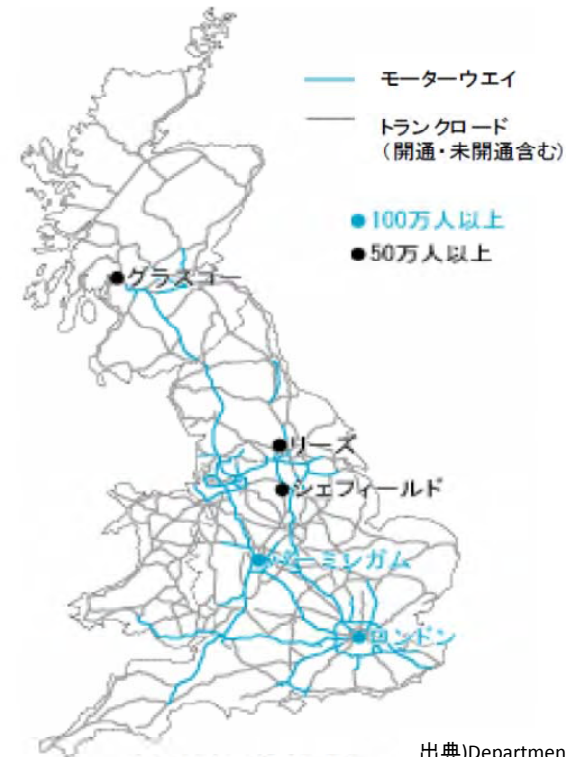 モーターウエイ
トランクロード
（開通・未開通含む）
●100万人以上
●50万人以上
グラスゴー
リーズ
シェフィールド
バーミンガム
ロンドン
出典)Departmen